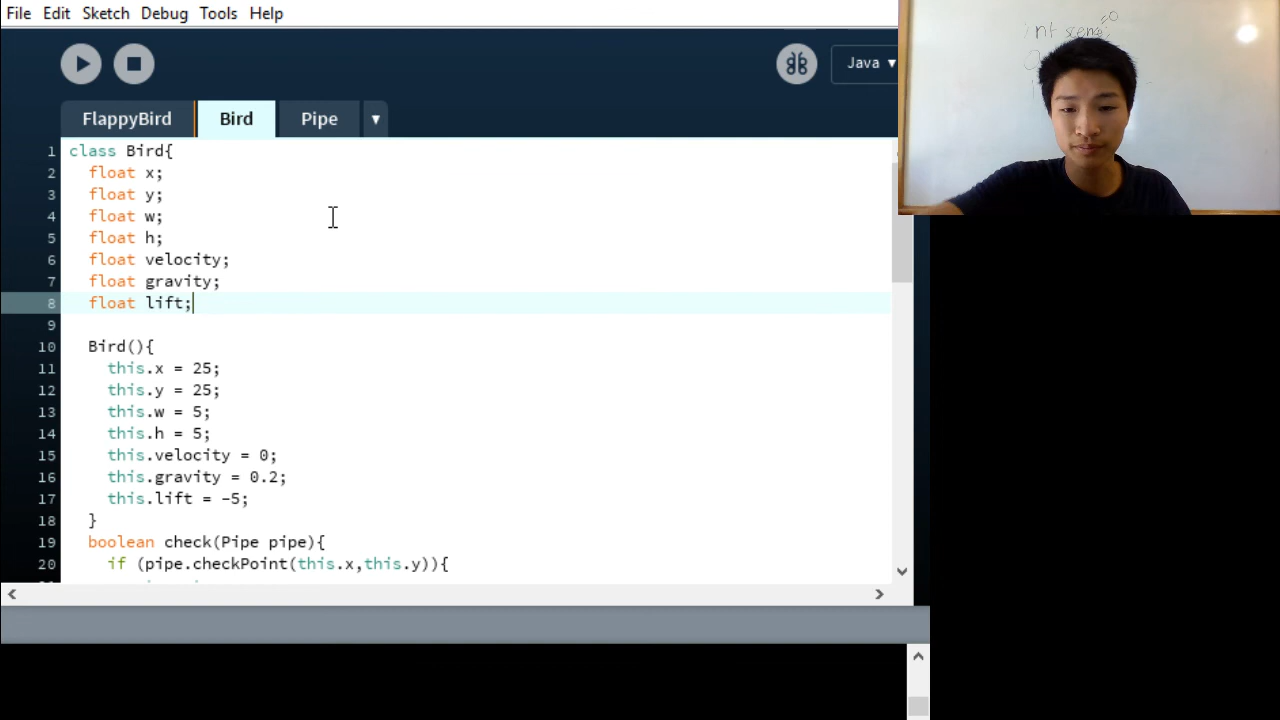 File Edit Sketch Debug Tools Help
Java ▾
FlappyBird Bird Pipe ▾
1 class Bird{
2 float x;
3 float y;
4 float w;
5 float h;
6 float velocity;
7 float gravity;
8 float lift;
9
10 Bird(){
11 this.x = 25;
12 this.y = 25;
13 this.w = 5;
14 this.h = 5;
15 this.velocity = 0;
16 this.gravity = 0.2;
17 this.lift = -5;
18 }
19 boolean check(Pipe pipe){
20 if (pipe.checkPoint(this.x,this.y)){
int scene